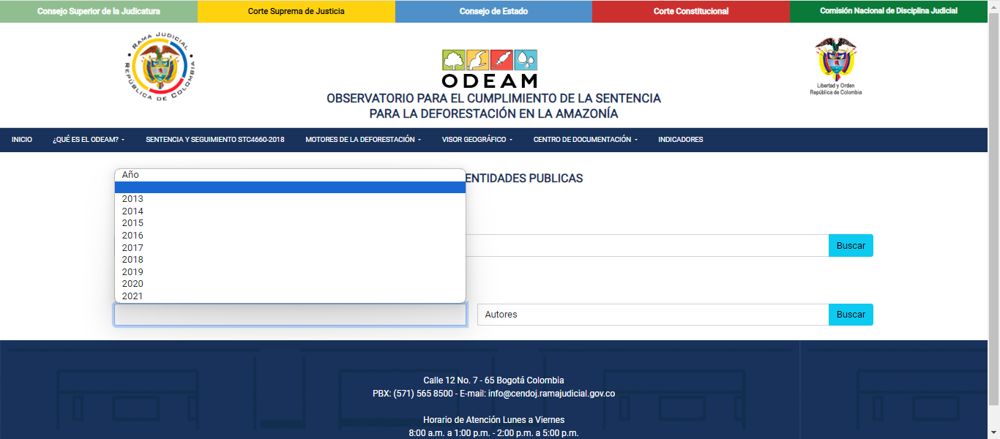 Consejo Superior de la Judicatura
Corte Suprema de Justicia
Consejo de Estado
Corte Constitucional
Comisión Nacional de Disciplina Judicial
RAMA JUDICIAL
REPÚBLICA DE COLOMBIA
ODEAM
OBSERVATORIO PARA EL CUMPLIMIENTO DE LA SENTENCIA
PARA LA DEFORESTACIÓN EN LA AMAZONÍA
Libertad y Orden
República de Colombia
INICIO
¿QUÉ ES EL ODEAM?
SENTENCIA Y SEGUIMIENTO STC4660-2018
MOTORES DE LA DEFORESTACIÓN
VISOR GEOGRÁFICO
CENTRO DE DOCUMENTACIÓN
INDICADORES
ENTIDADES PUBLICAS
Año
2013
2014
2015
2016
2017
2018
2019
2020
2021
Buscar
Autores
Buscar
Calle 12 No. 7 - 65 Bogotá Colombia
PBX: (571) 565 8500 - E-mail: info@cendoj.ramajudicial.gov.co
Horario de Atención Lunes a Viernes
8:00 a.m. a 1:00 p.m. - 2:00 p.m. a 5:00 p.m.